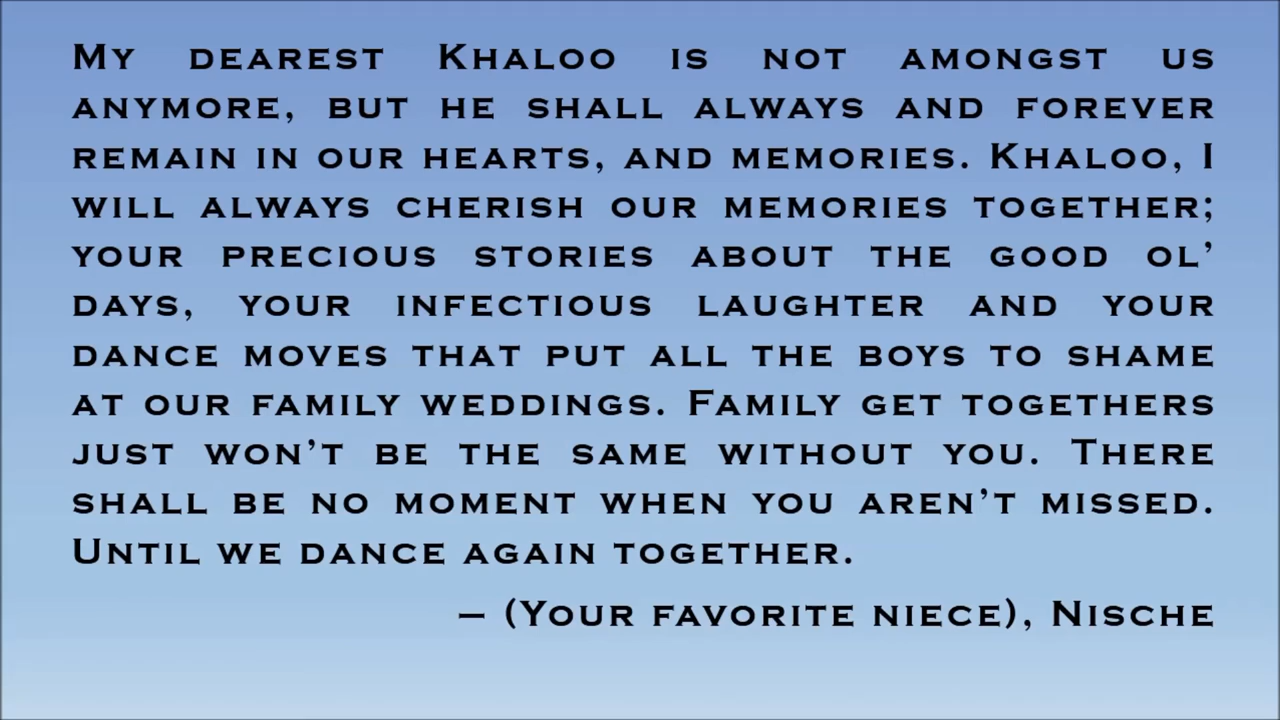 My dearest Khaloo is not amongst us
anymore, but he shall always and forever
remain in our hearts, and memories. Khaloo, I
will always cherish our memories together;
your precious stories about the good ol’
days, your infectious laughter and your
dance moves that put all the boys to shame
at our family weddings. Family get togethers
just won’t be the same without you. There
shall be no moment when you aren’t missed.
Until we dance again together.
– (Your favorite niece), Nische